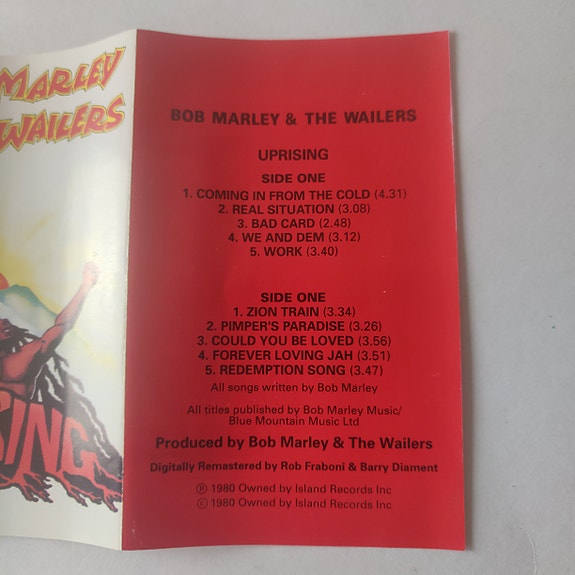 MARLEY
WAILERS
SING
BOB MARLEY & THE WAILERS
UPRISING
SIDE ONE
1. COMING IN FROM THE COLD (4.31)
2. REAL SITUATION (3.08)
3. BAD CARD (2.48)
4. WE AND DEM (3.12)
5. WORK (3.40)
SIDE ONE
1. ZION TRAIN (3.34)
2. PIMPER'S PARADISE (3.26)
3. COULD YOU BE LOVED (3.56)
4. FOREVER LOVING JAH (3.51)
5. REDEMPTION SONG (3.47)
All songs written by Bob Marley
All titles published by Bob Marley Music/
Blue Mountain Music Ltd
Produced by Bob Marley & The Wailers
Digitally Remastered by Rob Fraboni & Barry Diament
℗ 1980 Owned by Island Records Inc
© 1980 Owned by Island Records Inc